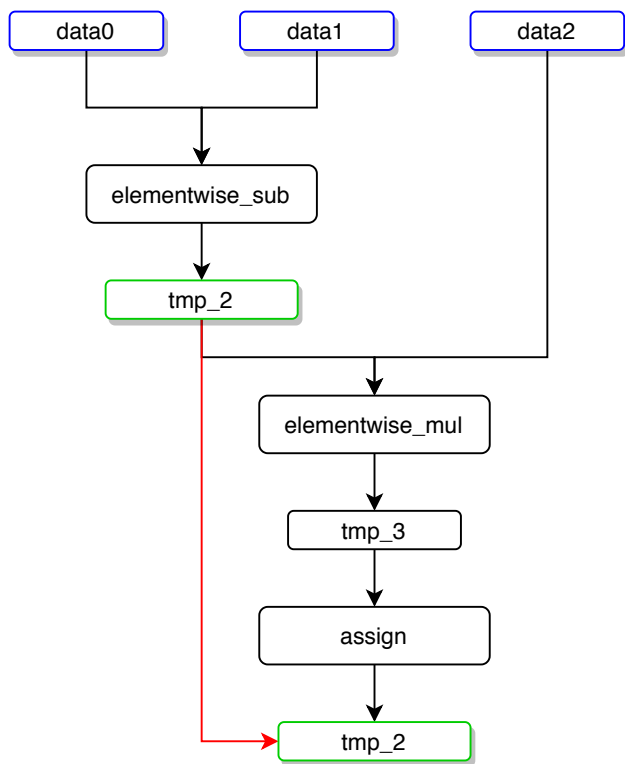 data0
data1
data2
elementwise_sub
tmp_2
elementwise_mul
tmp_3
assign
tmp_2